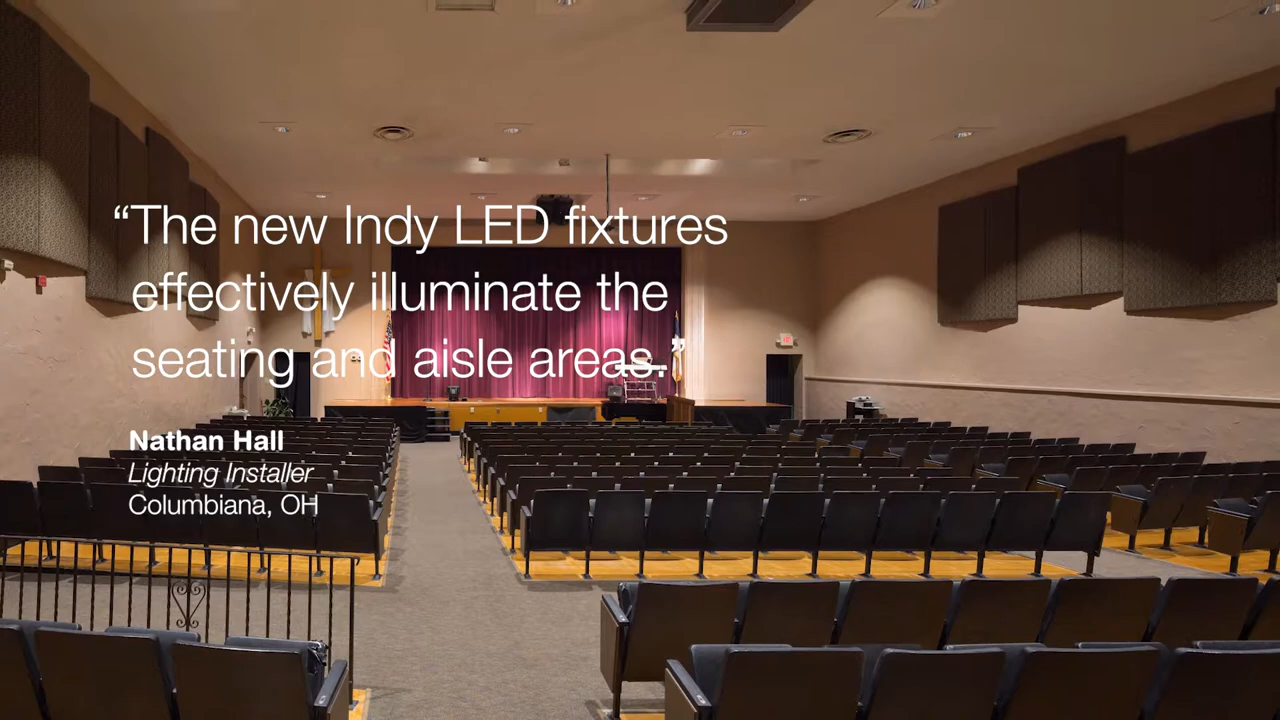 “The new Indy LED fixtures
effectively illuminate the
seating and aisle areas.”
Nathan Hall
Lighting Installer
Columbiana, OH